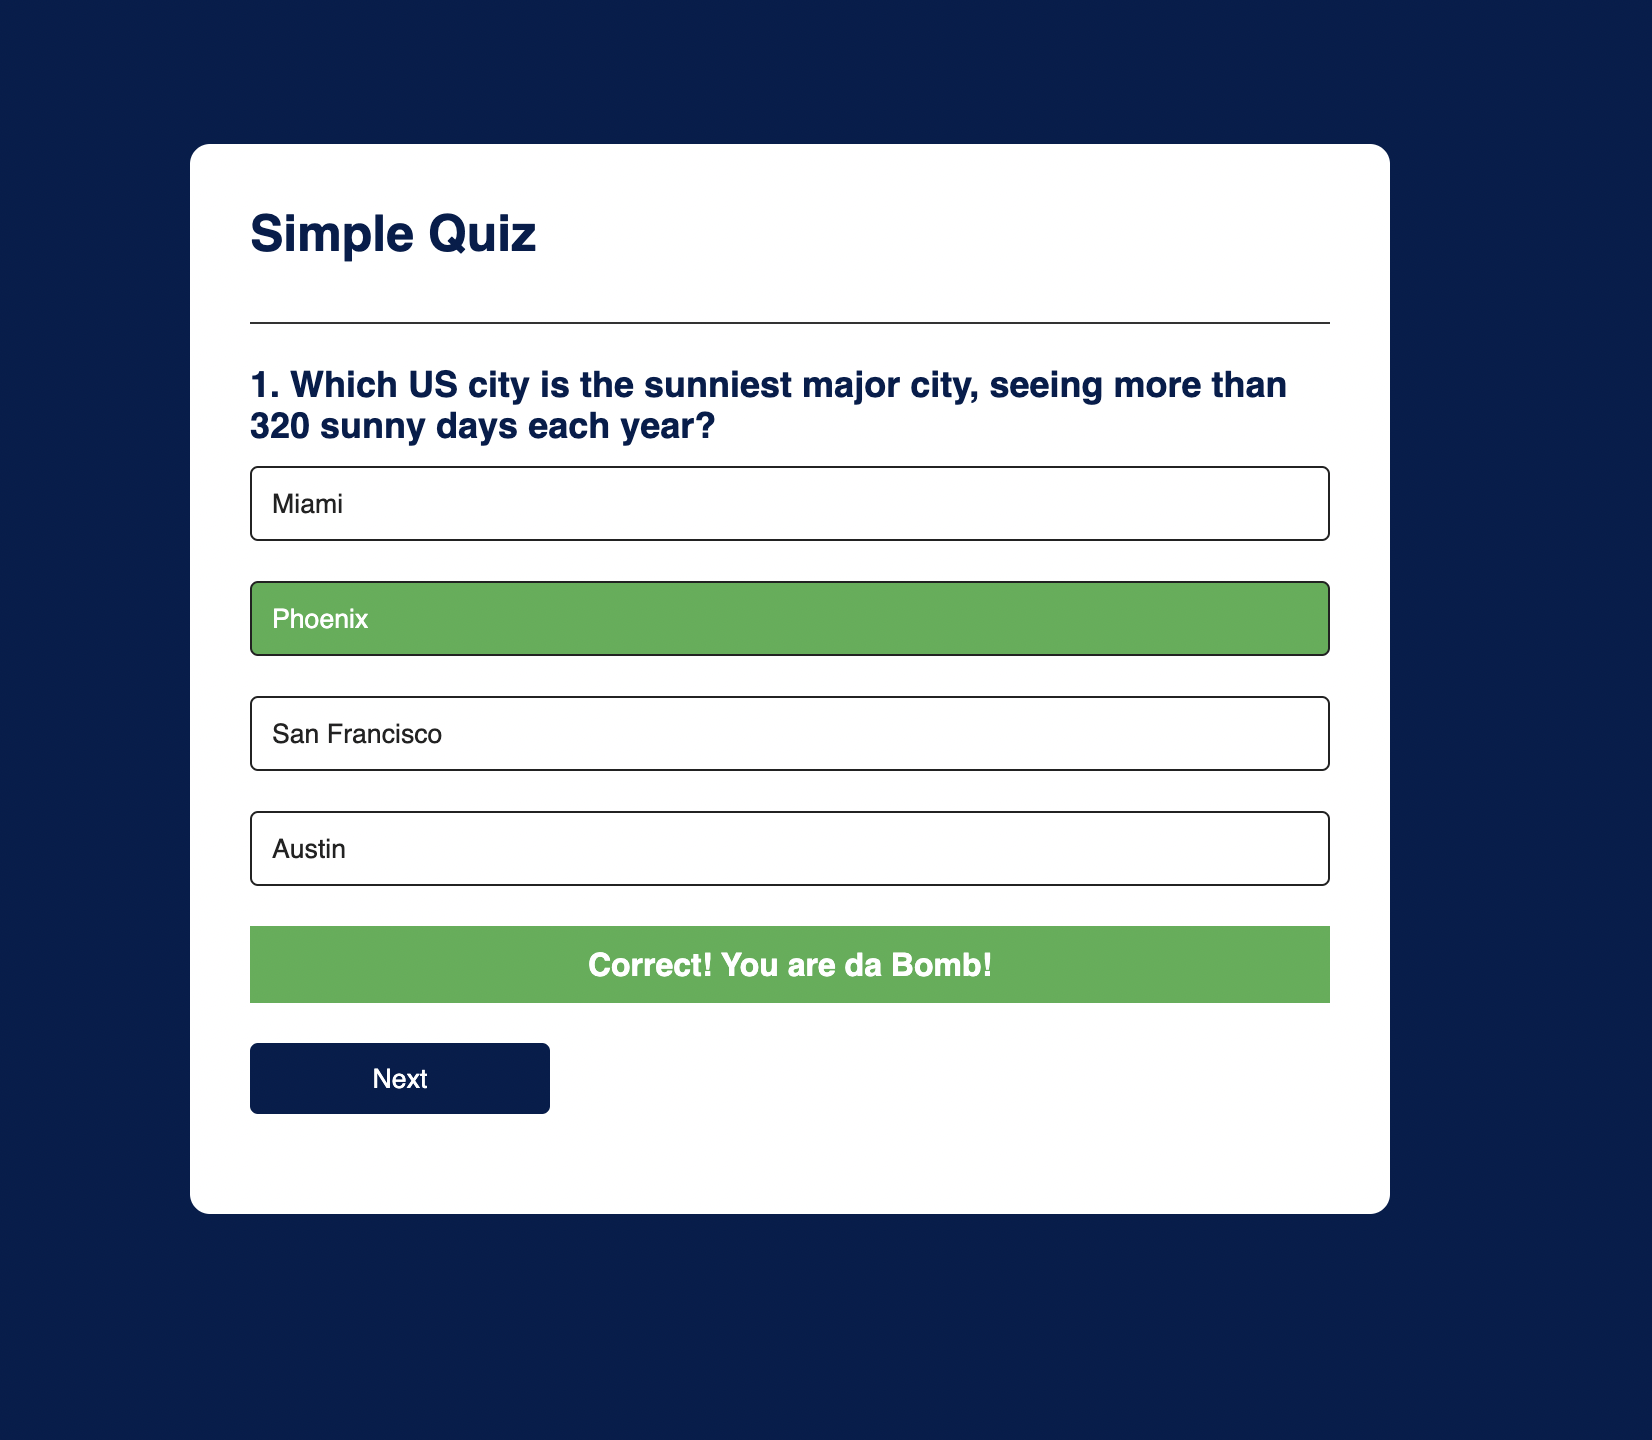 Simple Quiz
1. Which US city is the sunniest major city, seeing more than
320 sunny days each year?
Miami
Phoenix
San Francisco
Austin
Correct! You are da Bomb!
Next